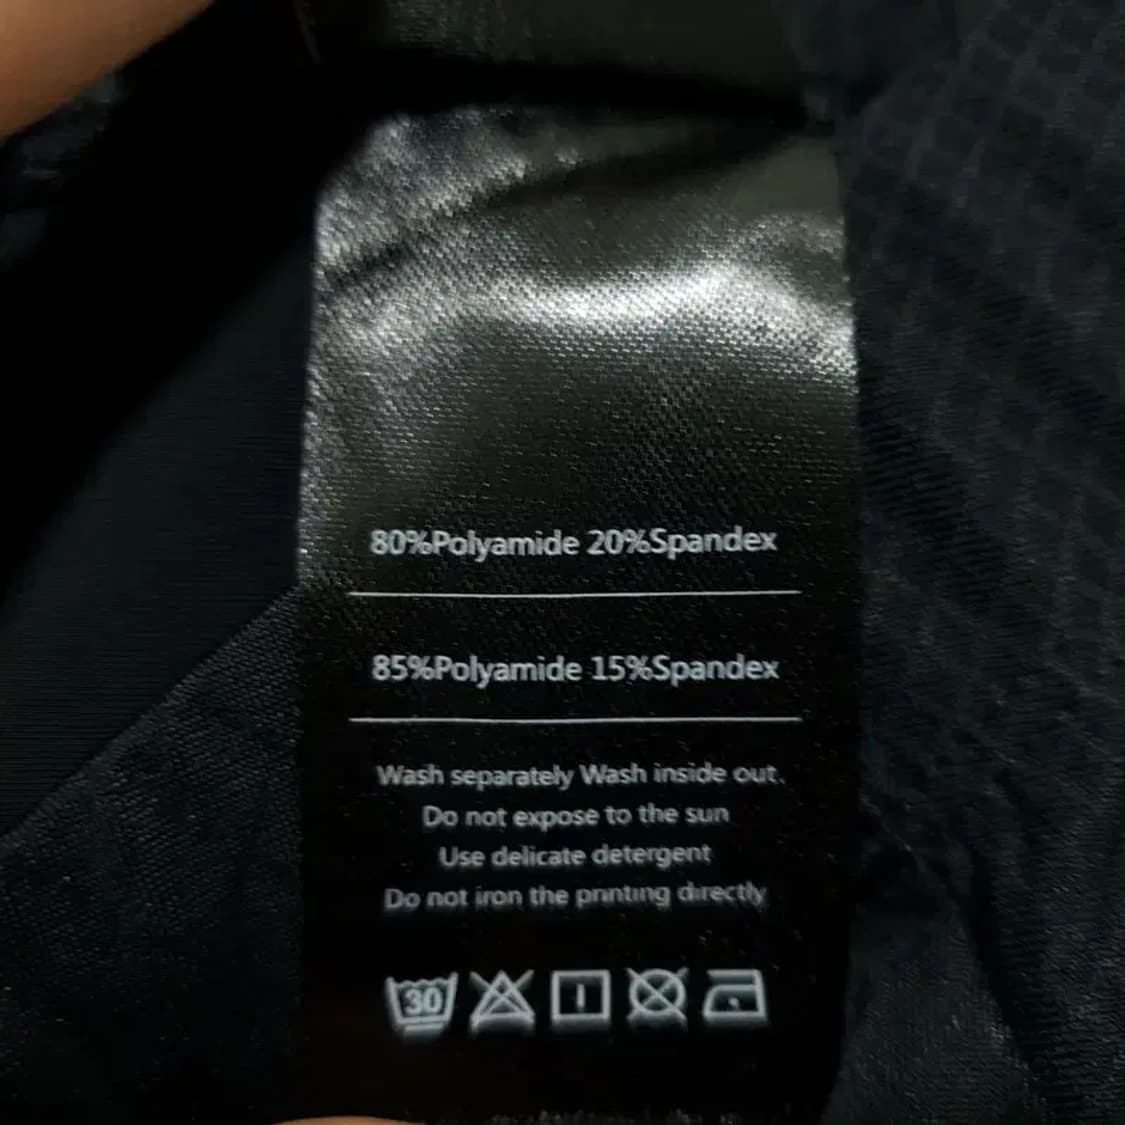 80%Polyamide 20%Spandex
85%Polyamide 15%Spandex
Wash separately Wash inside out.
Do not expose to the sun
Use delicate detergent
Do not iron the printing directly
30